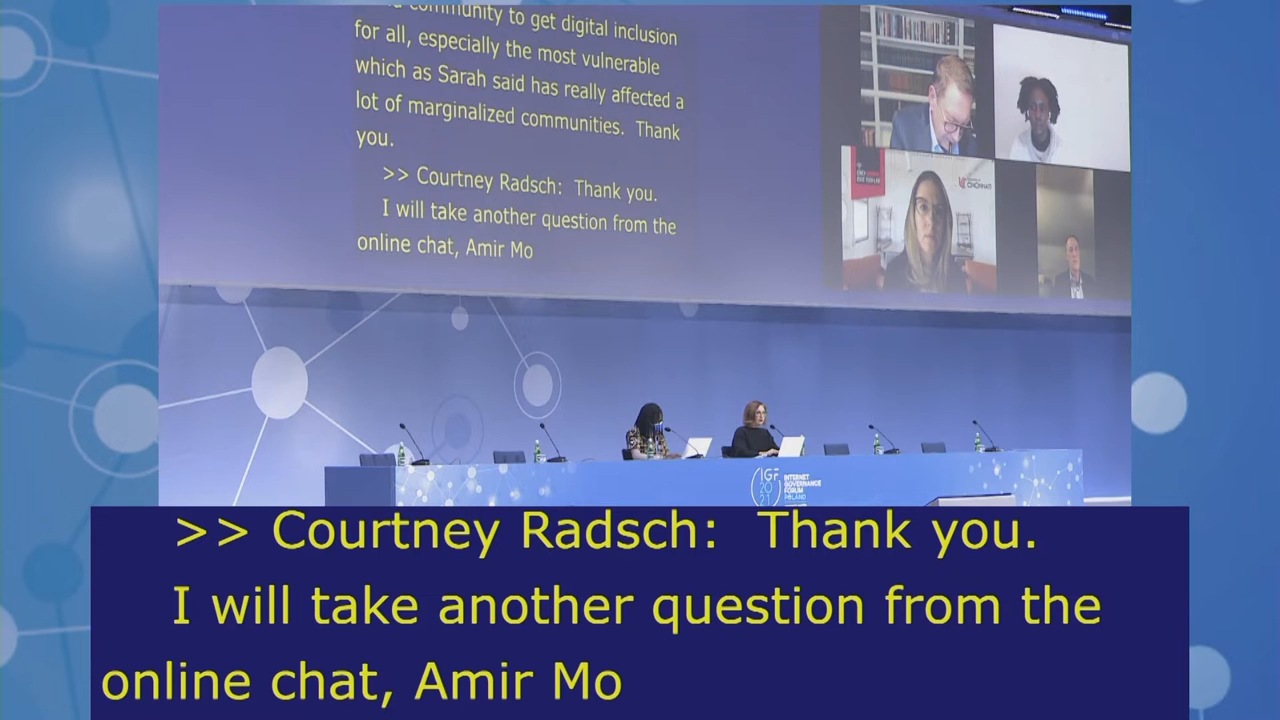 community to get digital inclusion
for all, especially the most vulnerable
which as Sarah said has really affected a
lot of marginalized communities. Thank
you.
>> Courtney Radsch: Thank you.
I will take another question from the
online chat, Amir Mo
CINCINNATI
IGF
2021
INTERNET
GOVERNANCE
FORUM
POLAND
>> Courtney Radsch: Thank you.
I will take another question from the
online chat, Amir Mo